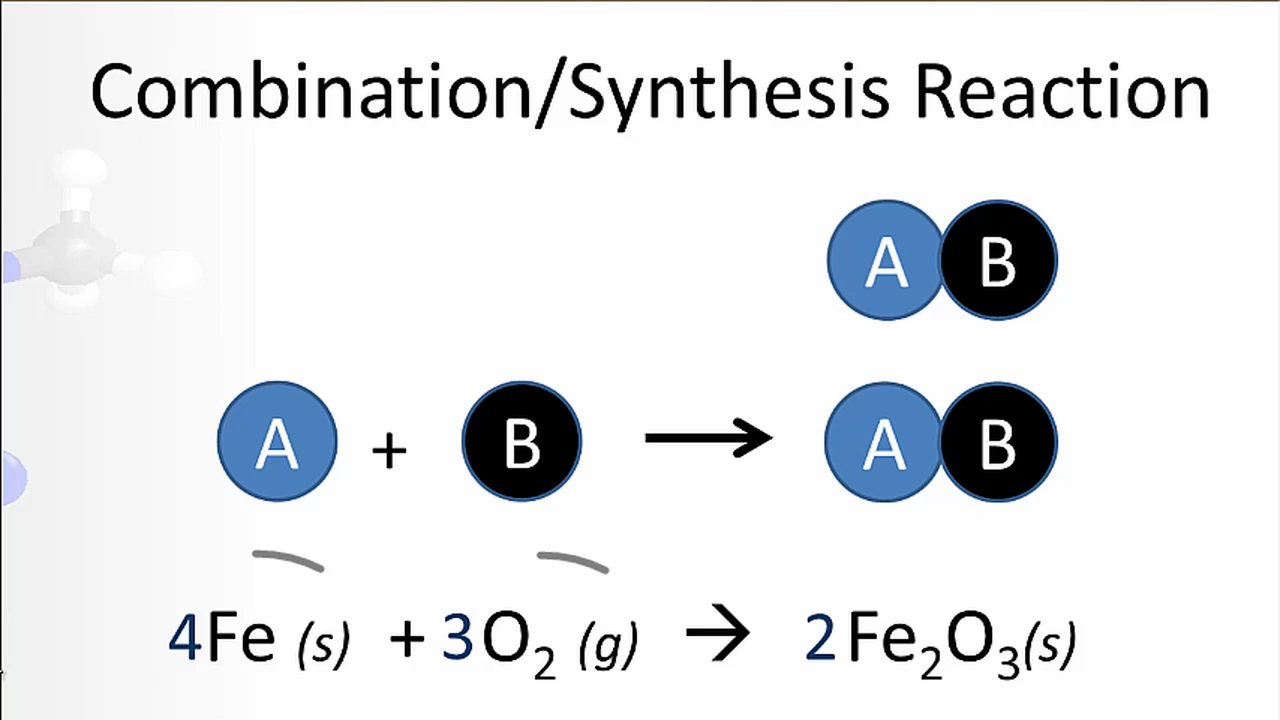 Combination/Synthesis Reaction
A B
A + B → A B
4Fe (s) + 3O₂ (g) → 2Fe₂O₃(s)